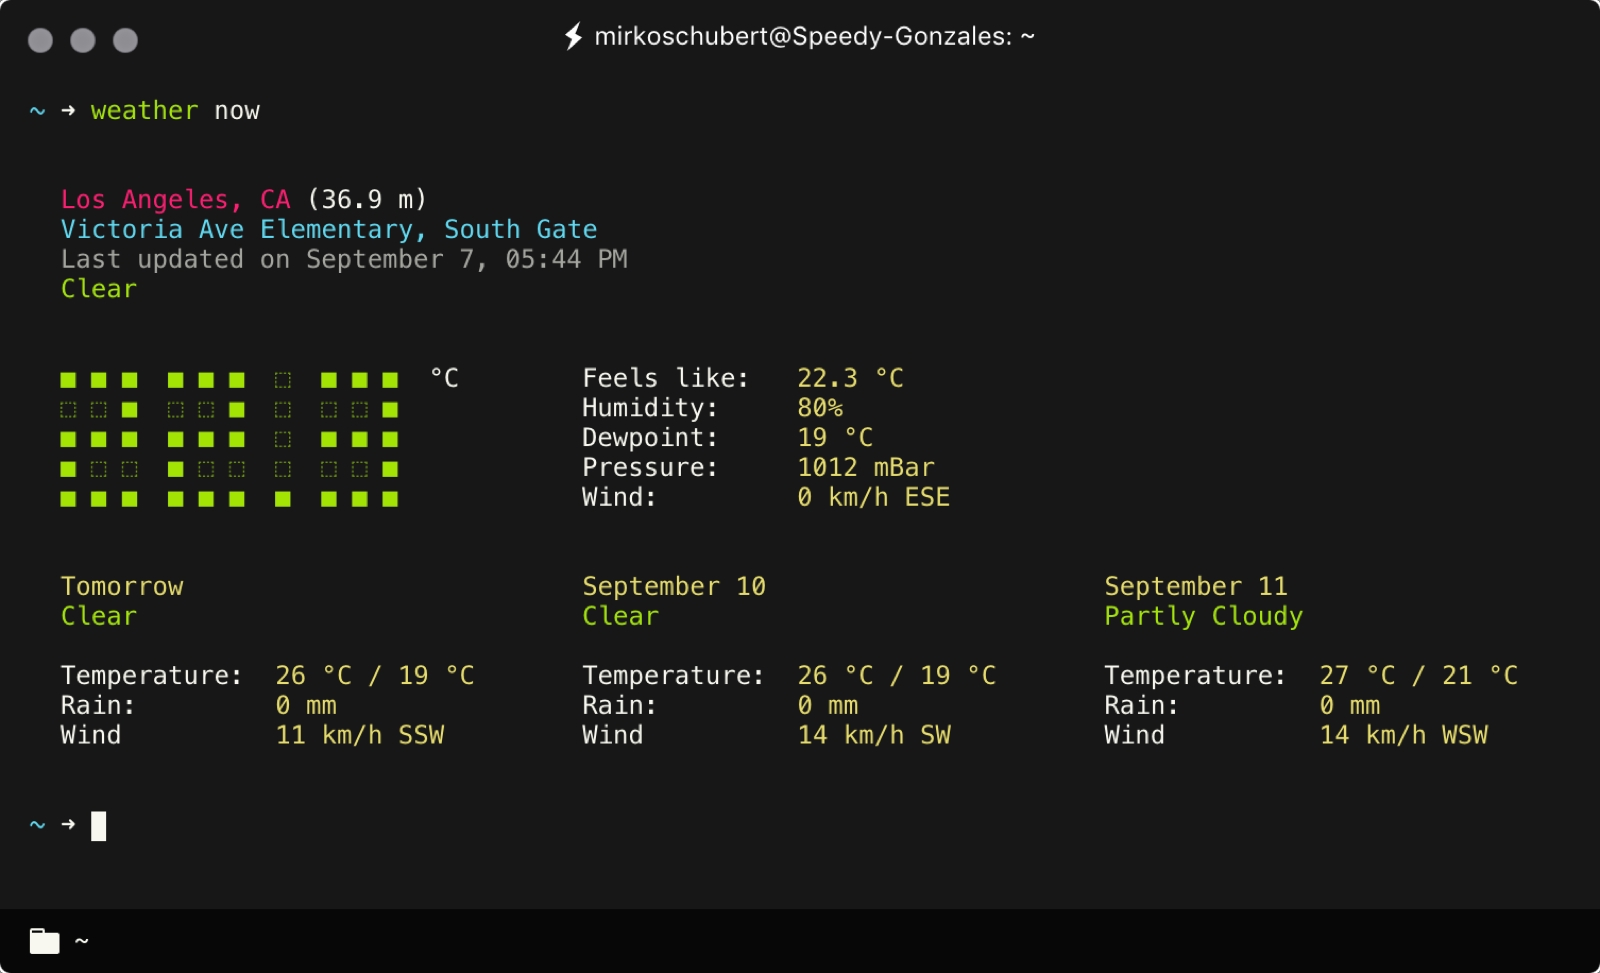 mirkoschubert@Speedy-Gonzales: ~
~ ➜ weather now
Los Angeles, CA (36.9 m)
Victoria Ave Elementary, South Gate
Last updated on September 7, 05:44 PM
Clear
22.3 °C
Feels like: 22.3 °C
Humidity: 80%
Dewpoint: 19 °C
Pressure: 1012 mBar
Wind: 0 km/h ESE
Tomorrow September 10 September 11
Clear Clear Partly Cloudy
Temperature: 26 °C / 19 °C Temperature: 26 °C / 19 °C Temperature: 27 °C / 21 °C
Rain: 0 mm Rain: 0 mm Rain: 0 mm
Wind 11 km/h SSW Wind 14 km/h SW Wind 14 km/h WSW
~ ➜
~